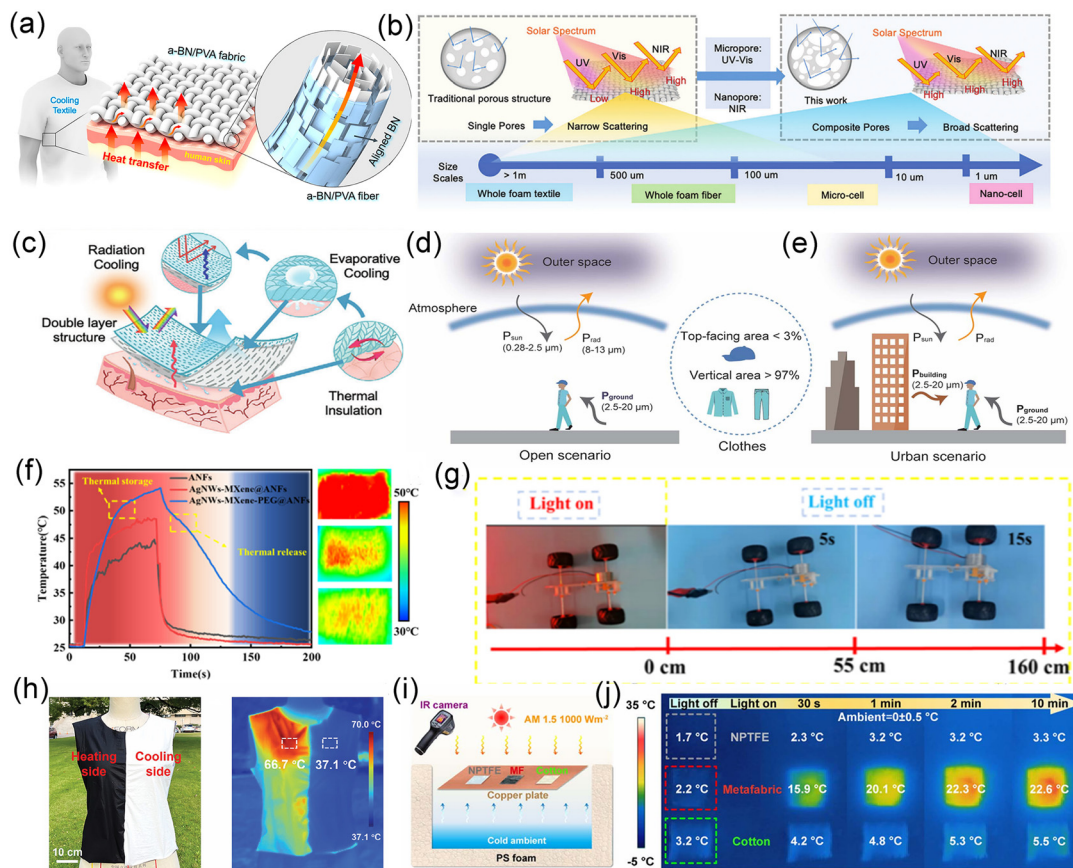 (a)
a-BN/PVA fabric
Cooling
Textile
Heat transfer
human skin
Aligned BN
a-BN/PVA fiber
(b)
Solar Spectrum
UV
Vis
NIR
Low
High
High
Traditional porous structure
Single Pores
Narrow Scattering
Micropore:
UV-Vis
Nanopore:
NIR
Solar Spectrum
UV
Vis
NIR
High
High
High
This work
Composite Pores
Broad Scattering
Size
Scales
> 1m
500 um
100 um
10 um
1 um
Whole foam textile
Whole foam fiber
Micro-cell
Nano-cell
(c)
Radiation
Cooling
Double layer
structure
Evaporative
Cooling
Thermal
Insulation
(d)
Outer space
Atmosphere
Psun
(0.28-2.5 μm)
Prad
(8-13 μm)
Pground
(2.5-20 μm)
Open scenario
Top-facing area < 3%
Vertical area > 97%
Clothes
(e)
Outer space
Psun
Prad
Pbuilding
(2.5-20 μm)
Pground
(2.5-20 μm)
Urban scenario
(f)
Temperature(℃)
55
50
45
40
35
30
25
0
50
75
100
150
200
Time(s)
Thermal storage
ANFs
AgNWs-MXene@ANFs
AgNWs-MXene-PEG@ANFs
Thermal release
50℃
30℃
(g)
Light on
Light off
5s
15s
0 cm
55 cm
160 cm
(h)
Heating
side
Cooling
side
10 cm
66.7 °C
37.1 °C
70.0 °C
37.1 °C
(i)
IR camera
AM 1.5 1000 Wm⁻²
NPTFE
MF
Cotton
Copper plate
Cold ambient
PS foam
35 °C
-5 °C
(j)
Light off
Light on
30 s
1 min
2 min
10 min
Ambient=0±0.5 °C
1.7 °C
NPTFE
2.3 °C
3.2 °C
3.2 °C
3.3 °C
2.2 °C
Metafabric
15.9 °C
20.1 °C
22.3 °C
22.6 °C
3.2 °C
Cotton
4.2 °C
4.8 °C
5.3 °C
5.5 °C